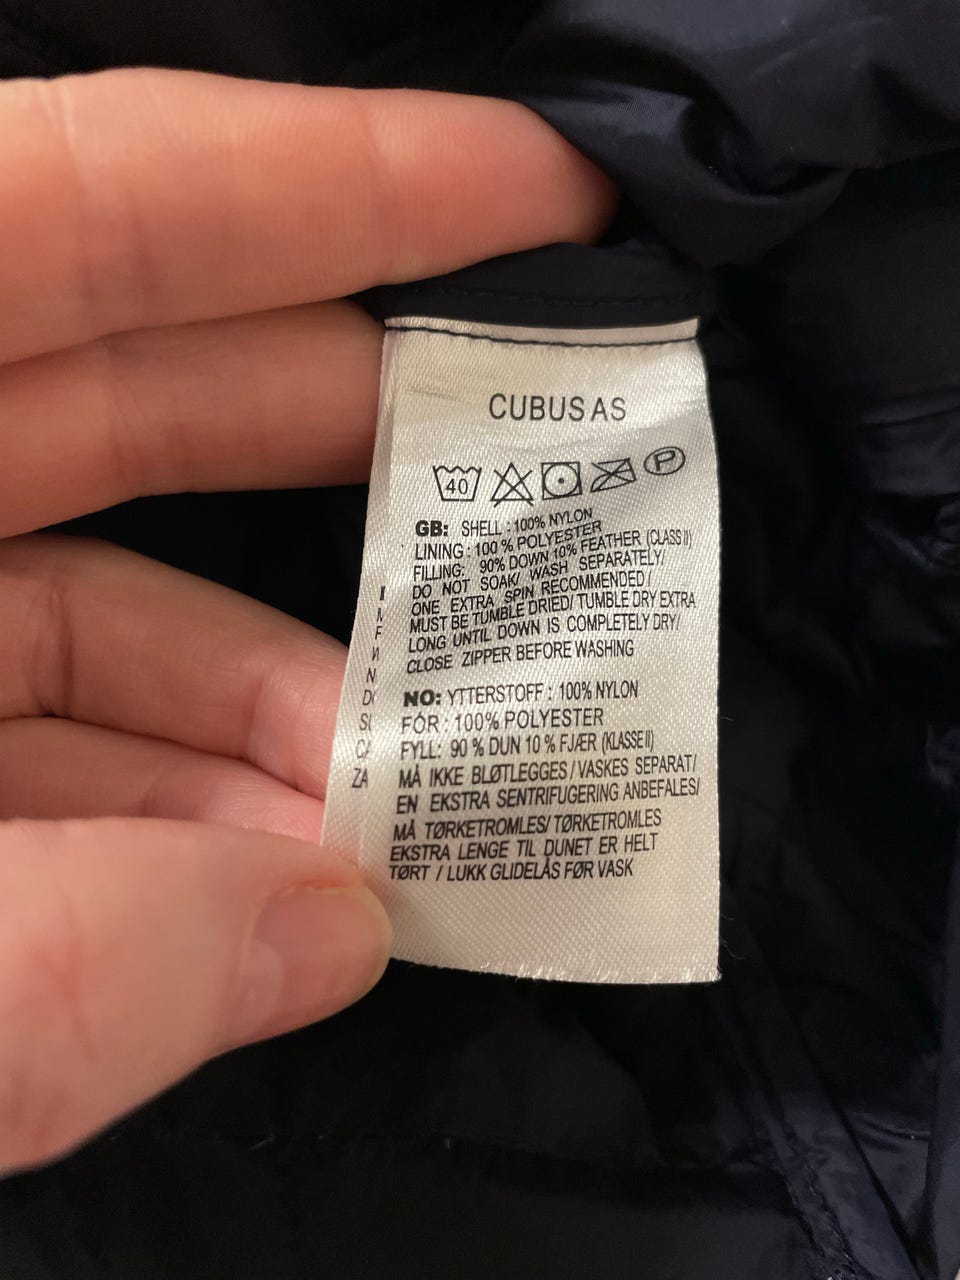 CUBUS AS
40 P
GB: SHELL : 100% NYLON
LINING : 100 % POLYESTER
FILLING: 90% DOWN 10% FEATHER (CLASS II)
DO NOT SOAK/ WASH SEPARATELY/
ONE EXTRA SPIN RECOMMENDED/
MUST BE TUMBLE DRIED/ TUMBLE DRY EXTRA
LONG UNTIL DOWN IS COMPLETELY DRY/
CLOSE ZIPPER BEFORE WASHING
NO: YTTERSTOFF : 100% NYLON
FÓR : 100% POLYESTER
FYLL: 90 % DUN 10 % FJÆR (KLASSE II)
MÅ IKKE BLØTLEGGES / VASKES SEPARAT/
EN EKSTRA SENTRIFUGERING ANBEFALES/
MÅ TØRKETROMLES/ TØRKETROMLES
EKSTRA LENGE TIL DUNET ER HELT
TØRT / LUKK GLIDELÅS FØR VASK